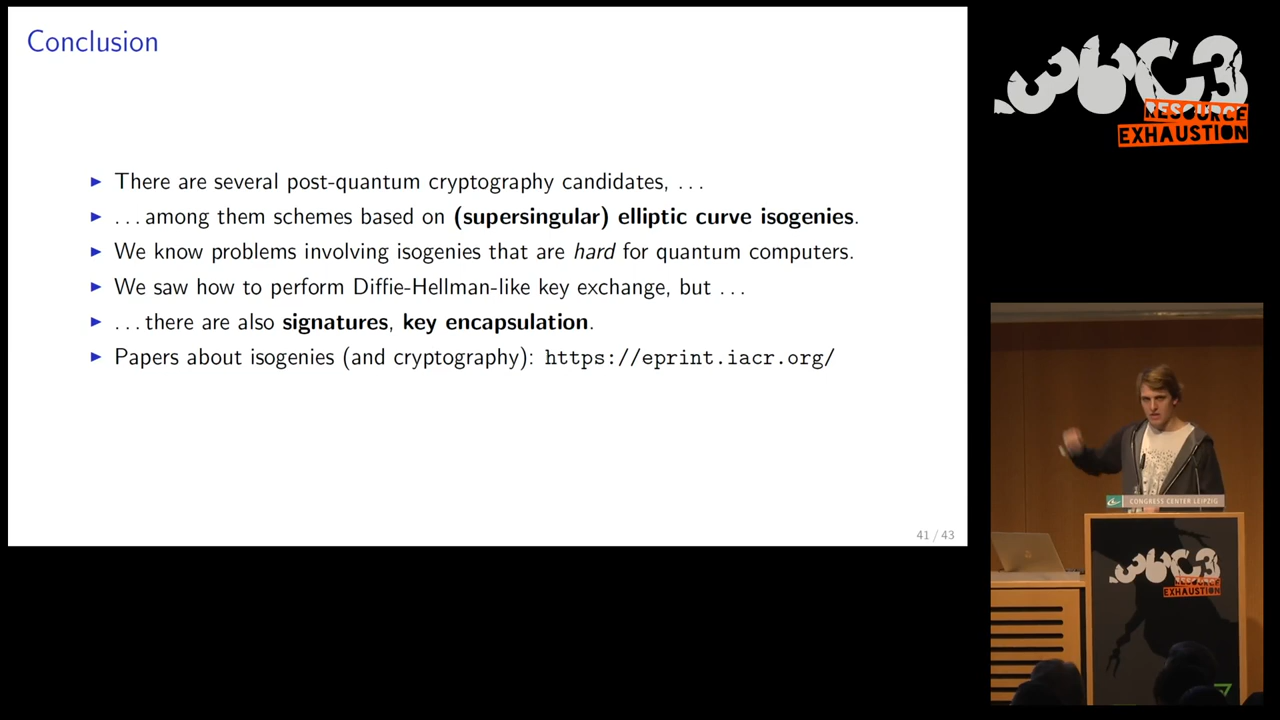 Conclusion
▶ There are several post-quantum cryptography candidates, ...
▶ ...among them schemes based on (supersingular) elliptic curve isogenies.
▶ We know problems involving isogenies that are hard for quantum computers.
▶ We saw how to perform Diffie-Hellman-like key exchange, but ...
▶ ...there are also signatures, key encapsulation.
▶ Papers about isogenies (and cryptography): https://eprint.iacr.org/
41 / 43
36C3
RESOURCE
EXHAUSTION
CONGRESS CENTER LEIPZIG
36C3
RESOURCE
EXHAUSTION